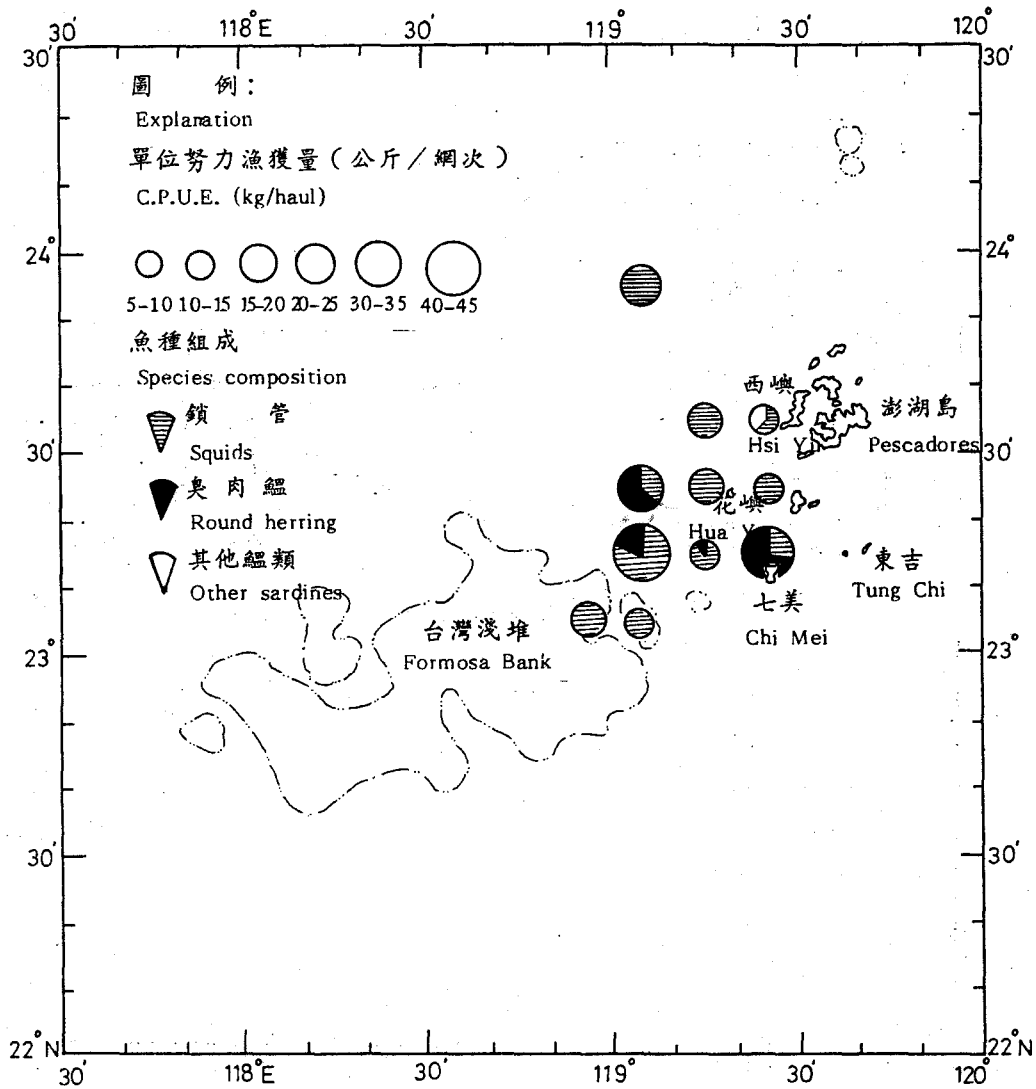 30′ 118°E 30′ 119° 30′ 120°
30′ 30′
圖 例：
Explanation
單位努力漁獲量（公斤／網次）
C.P.U.E. (kg/haul)
24° 24°
5-10 10-15 15-20 20-25 30-35 40-45
魚種組成
Species composition
鎖 管
Squids
臭肉鰮
Round herring
其他鰮類
Other sardines
西嶼
Hsi Yu
澎湖島
Pescadores
30′ 30′
花嶼
Hua
東吉
Tung Chi
七美
Chi Mei
台灣淺堆
Formosa Bank
23° 23°
30′ 30′
22°N 22°N
30′ 118°E 30′ 119° 30′ 120°